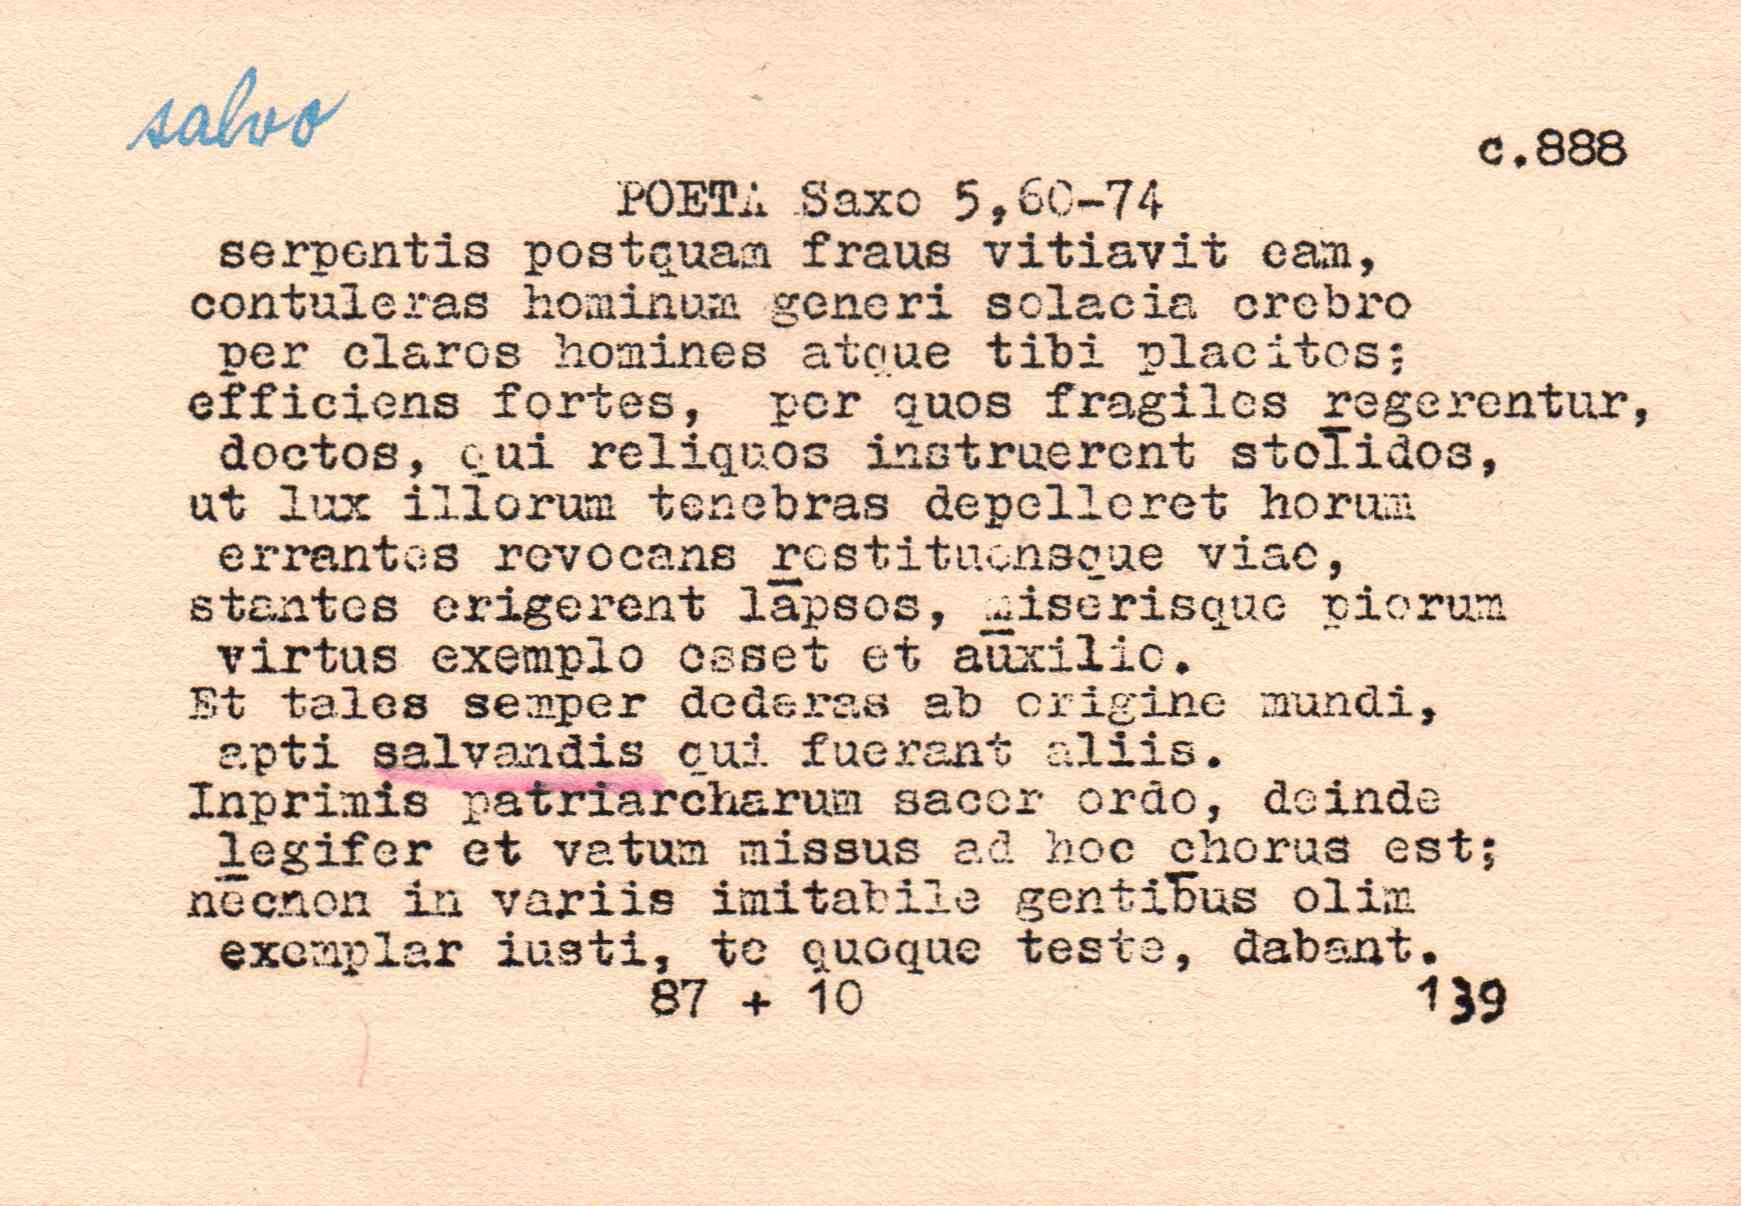 salvo
c.888
POETA Saxo 5,60-74
serpentis postquam fraus vitiavit eam,
contuleras hominum generi solacia crebro
per claros homines atque tibi placitos;
efficiens fortes, per quos fragiles regerentur,
doctos, qui reliquos instruerent stolidos,
ut lux illorum tenebras depelleret horum
errantes revocans restituensque viae,
stantes erigerent lapsos, miserisque piorum
virtus exemplo esset et auxilio.
Et tales semper dederas ab origine mundi,
apti salvandis qui fuerant aliis.
Inprimis patriarcharum sacer ordo, deinde
legifer et vatum missus ad hoc chorus est;
necnon in variis imitabile gentibus olim
exemplar iusti, te quoque teste, dabant.
87 + 10 139